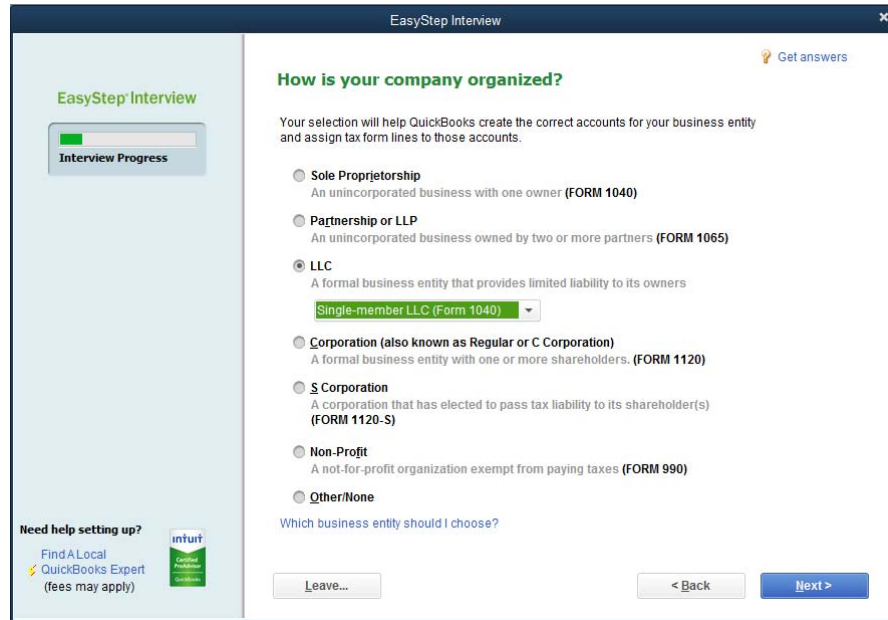 EasyStep Interview
Get answers
EasyStep Interview
Interview Progress
How is your company organized?
Your selection will help QuickBooks create the correct accounts for your business entity
and assign tax form lines to those accounts.
Sole Proprietorship
An unincorporated business with one owner (FORM 1040)
Partnership or LLP
An unincorporated business owned by two or more partners (FORM 1065)
LLC
A formal business entity that provides limited liability to its owners
Single-member LLC (Form 1040)
Corporation (also known as Regular or C Corporation)
A formal business entity with one or more shareholders. (FORM 1120)
S Corporation
A corporation that has elected to pass tax liability to its shareholder(s)
(FORM 1120-S)
Non-Profit
A not-for-profit organization exempt from paying taxes (FORM 990)
Other/None
Which business entity should I choose?
Need help setting up?
Find A Local
QuickBooks Expert
(fees may apply)
intuit
Certified
ProAdvisor
QuickBooks
Leave...
< Back
Next >